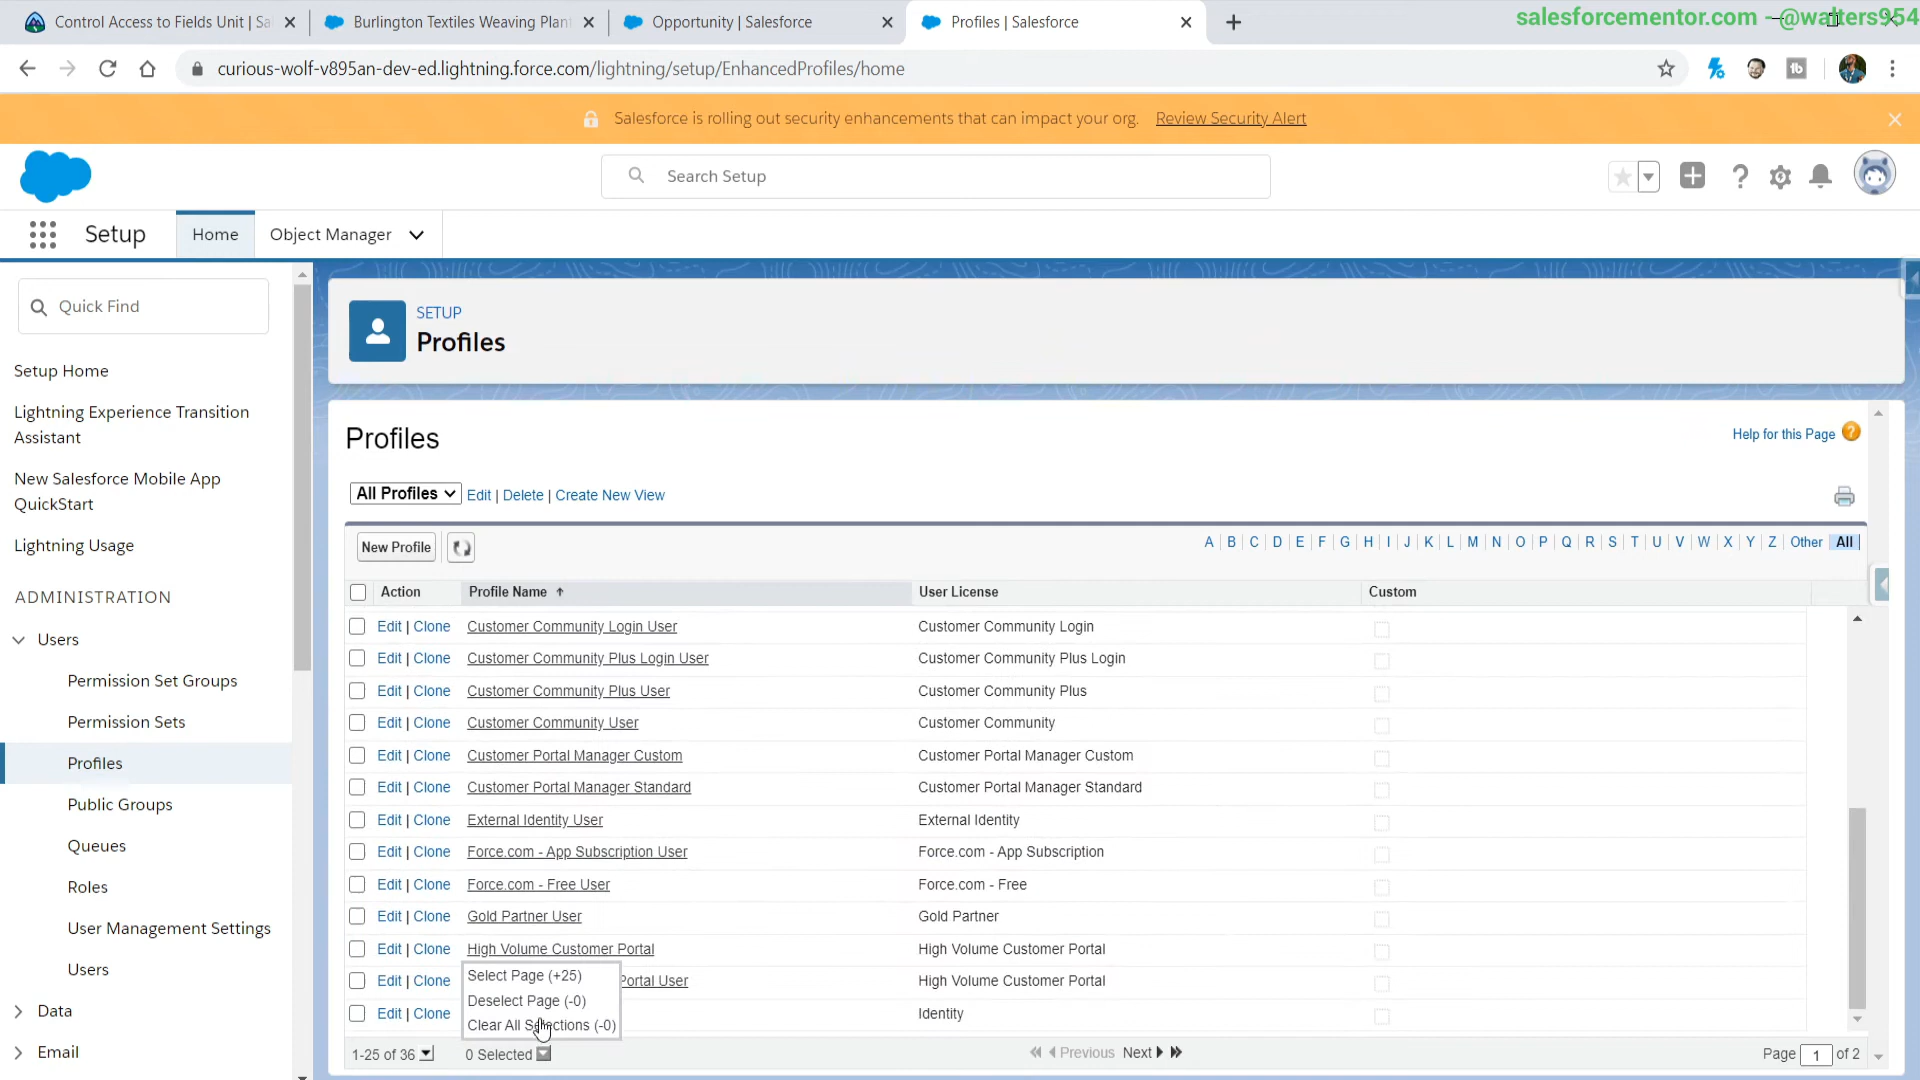 Control Access to Fields Unit | Sa
Burlington Textiles Weaving Plan
Opportunity | Salesforce
Profiles | Salesforce
salesforcementor.com - @walters954
curious-wolf-v895an-dev-ed.lightning.force.com/lightning/setup/EnhancedProfiles/home
Salesforce is rolling out security enhancements that can impact your org. Review Security Alert
Search Setup
Setup
Home
Object Manager
Quick Find
Setup Home
Lightning Experience Transition
Assistant
New Salesforce Mobile App
QuickStart
Lightning Usage
ADMINISTRATION
Users
Permission Set Groups
Permission Sets
Profiles
Public Groups
Queues
Roles
User Management Settings
Users
Data
Email
SETUP
Profiles
Profiles
Help for this Page ?
All Profiles Edit | Delete | Create New View
New Profile
A | B | C | D | E | F | G | H | I | J | K | L | M | N | O | P | Q | R | S | T | U | V | W | X | Y | Z | Other | All
Action Profile Name User License Custom
Edit | Clone Customer Community Login User Customer Community Login
Edit | Clone Customer Community Plus Login User Customer Community Plus Login
Edit | Clone Customer Community Plus User Customer Community Plus
Edit | Clone Customer Community User Customer Community
Edit | Clone Customer Portal Manager Custom Customer Portal Manager Custom
Edit | Clone Customer Portal Manager Standard Customer Portal Manager Standard
Edit | Clone External Identity User External Identity
Edit | Clone Force.com - App Subscription User Force.com - App Subscription
Edit | Clone Force.com - Free User Force.com - Free
Edit | Clone Gold Partner User Gold Partner
Edit | Clone High Volume Customer Portal High Volume Customer Portal
Edit | Clone Portal User High Volume Customer Portal
Edit | Clone Identity
Select Page (+25)
Deselect Page (-0)
Clear All Selections (-0)
1-25 of 36
0 Selected
Previous Next
Page 1 of 2